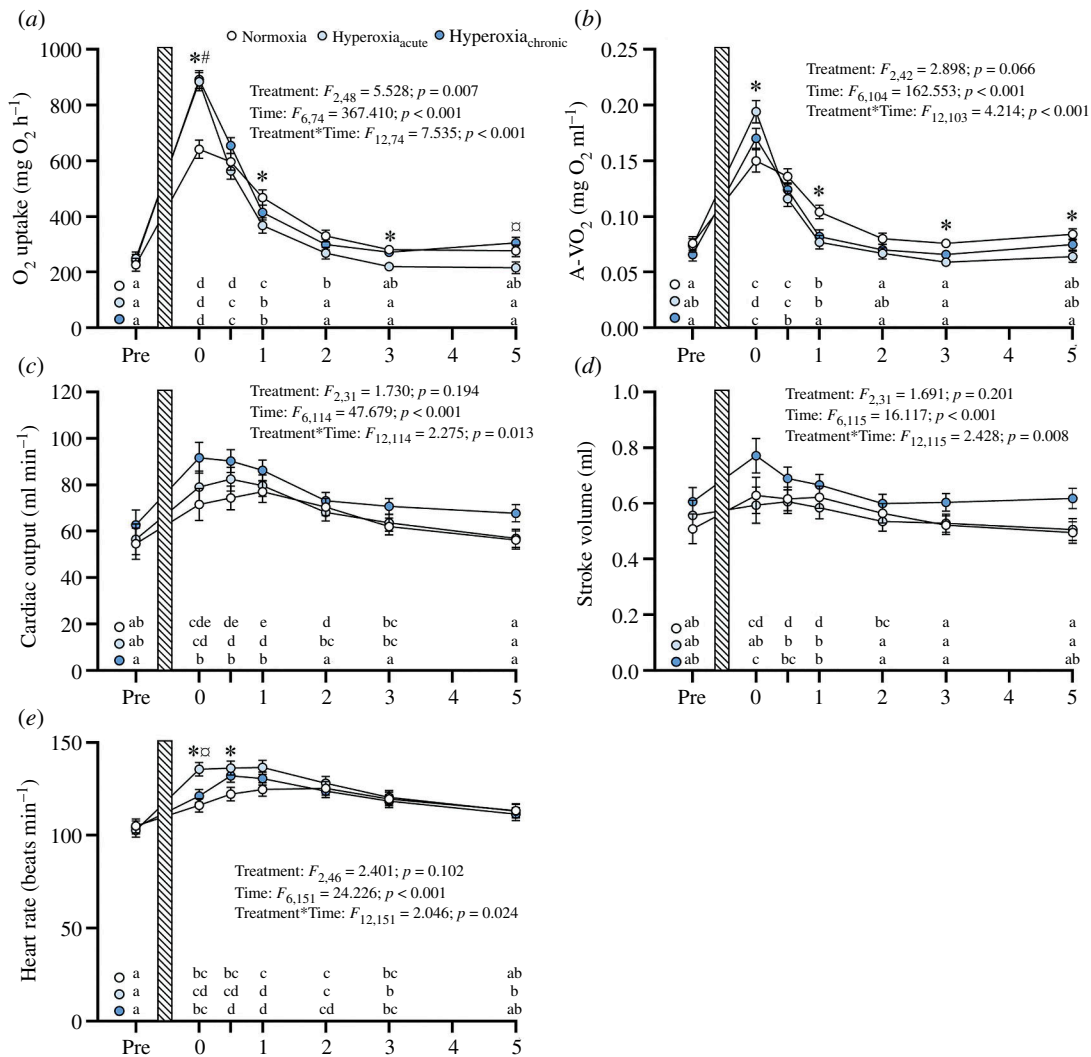 (a)
Normoxia Hyperoxiaacute Hyperoxiachronic
1000
800
600
400
200
0
O2 uptake (mg O2 h−1)
*#
*
*
¤
Treatment: F2,48 = 5.528; p = 0.007
Time: F6,74 = 367.410; p < 0.001
Treatment*Time: F12,74 = 7.535; p < 0.001
a d d c b ab ab
a d c b a a a
a d c b a a a
Pre 0 1 2 3 4 5
(b)
0.25
0.20
0.15
0.10
0.05
0.00
A-VO2 (mg O2 ml−1)
*
*
*
*
Treatment: F2,42 = 2.898; p = 0.066
Time: F6,104 = 162.553; p < 0.001
Treatment*Time: F12,103 = 4.214; p < 0.001
a c c b a a ab
ab d c b ab a ab
a c b a a a a
Pre 0 1 2 3 4 5
(c)
120
100
80
60
40
20
0
Cardiac output (ml min−1)
Treatment: F2,31 = 1.730; p = 0.194
Time: F6,114 = 47.679; p < 0.001
Treatment*Time: F12,114 = 2.275; p = 0.013
ab cde de e d bc a
ab cd d d bc bc a
a b b b a a a
Pre 0 1 2 3 4 5
(d)
1.0
0.8
0.6
0.4
0.2
0.0
Stroke volume (ml)
Treatment: F2,31 = 1.691; p = 0.201
Time: F6,115 = 16.117; p < 0.001
Treatment*Time: F12,115 = 2.428; p = 0.008
ab cd d d bc a a
ab ab b b a a a
ab c bc b a a ab
Pre 0 1 2 3 4 5
(e)
150
100
50
0
Heart rate (beats min−1)
*¤
*
Treatment: F2,46 = 2.401; p = 0.102
Time: F6,151 = 24.226; p < 0.001
Treatment*Time: F12,151 = 2.046; p = 0.024
a bc bc c c bc ab
a cd cd d c b b
a bc d d cd bc ab
Pre 0 1 2 3 4 5